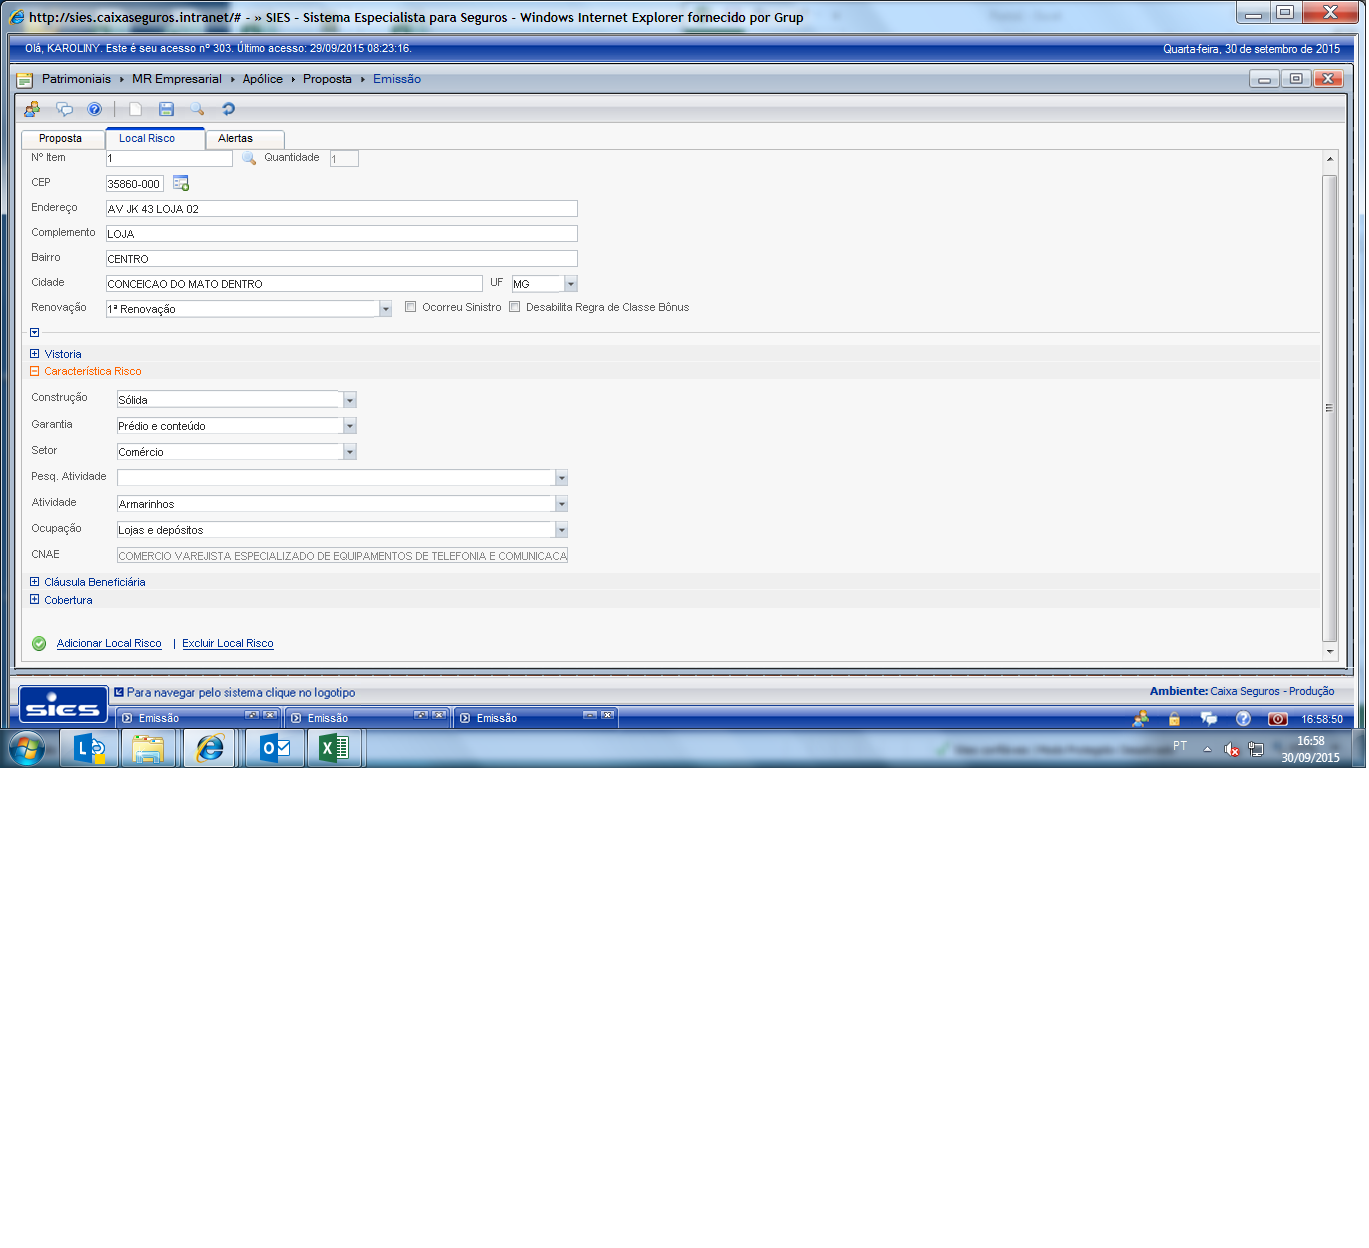 http://sies.caixaseguros.intranet/# - » SIES - Sistema Especialista para Seguros - Windows Internet Explorer fornecido por Grup
Olá, KAROLINY. Este é seu acesso nº 303. Último acesso: 29/09/2015 08:23:16.
Quarta-feira, 30 de setembro de 2015
Patrimoniais MR Empresarial Apólice Proposta Emissão
Proposta Local Risco Alertas
Nº Item 1 Quantidade 1
CEP 35860-000
Endereço AV JK 43 LOJA 02
Complemento LOJA
Bairro CENTRO
Cidade CONCEICAO DO MATO DENTRO UF MG
Renovação 1ª Renovação Ocorreu Sinistro Desabilita Regra de Classe Bônus
Vistoria
Característica Risco
Construção Sólida
Garantia Prédio e conteúdo
Setor Comércio
Pesq. Atividade
Atividade Armarinhos
Ocupação Lojas e depósitos
CNAE COMERCIO VAREJISTA ESPECIALIZADO DE EQUIPAMENTOS DE TELEFONIA E COMUNICACA
Cláusula Beneficiária
Cobertura
Adicionar Local Risco | Excluir Local Risco
sies Para navegar pelo sistema clique no logotipo
Ambiente: Caixa Seguros - Produção
Emissão Emissão Emissão 16:58:50
PT 16:58
30/09/2015